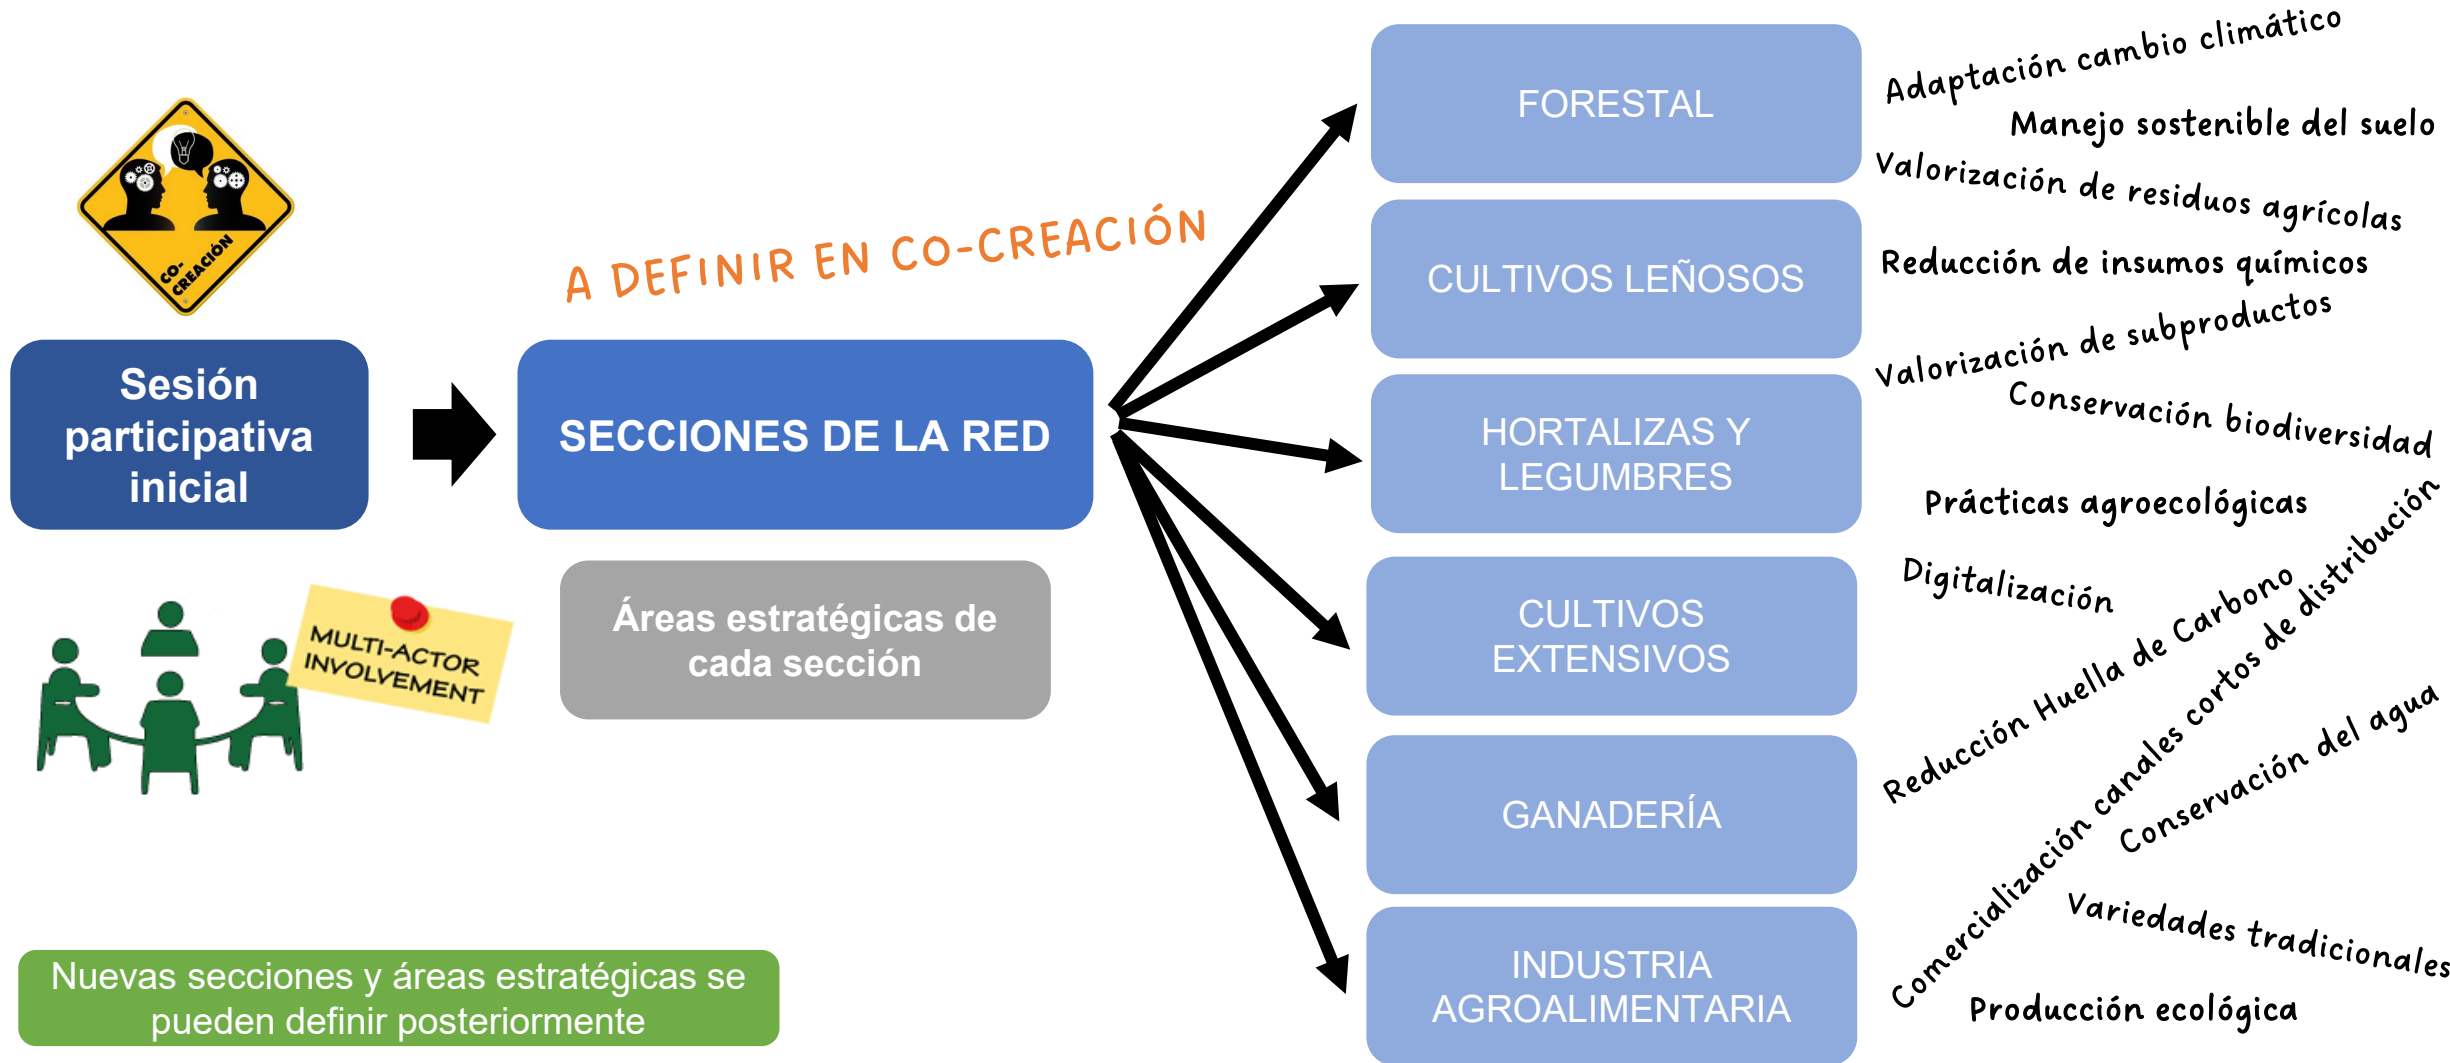 CO-
CREACIÓN
Sesión
participativa
inicial
MULTI-ACTOR
INVOLVEMENT
A DEFINIR EN CO-CREACIÓN
SECCIONES DE LA RED
Áreas estratégicas de
cada sección
Nuevas secciones y áreas estratégicas se
pueden definir posteriormente
FORESTAL
CULTIVOS LEÑOSOS
HORTALIZAS Y
LEGUMBRES
CULTIVOS
EXTENSIVOS
GANADERÍA
INDUSTRIA
AGROALIMENTARIA
Adaptación cambio climático
Manejo sostenible del suelo
Valorización de residuos agrícolas
Reducción de insumos químicos
Valorización de subproductos
Conservación biodiversidad
Prácticas agroecológicas
Digitalización
Reducción Huella de Carbono
Comercialización canales cortos de distribución
Conservación del agua
Variedades tradicionales
Producción ecológica